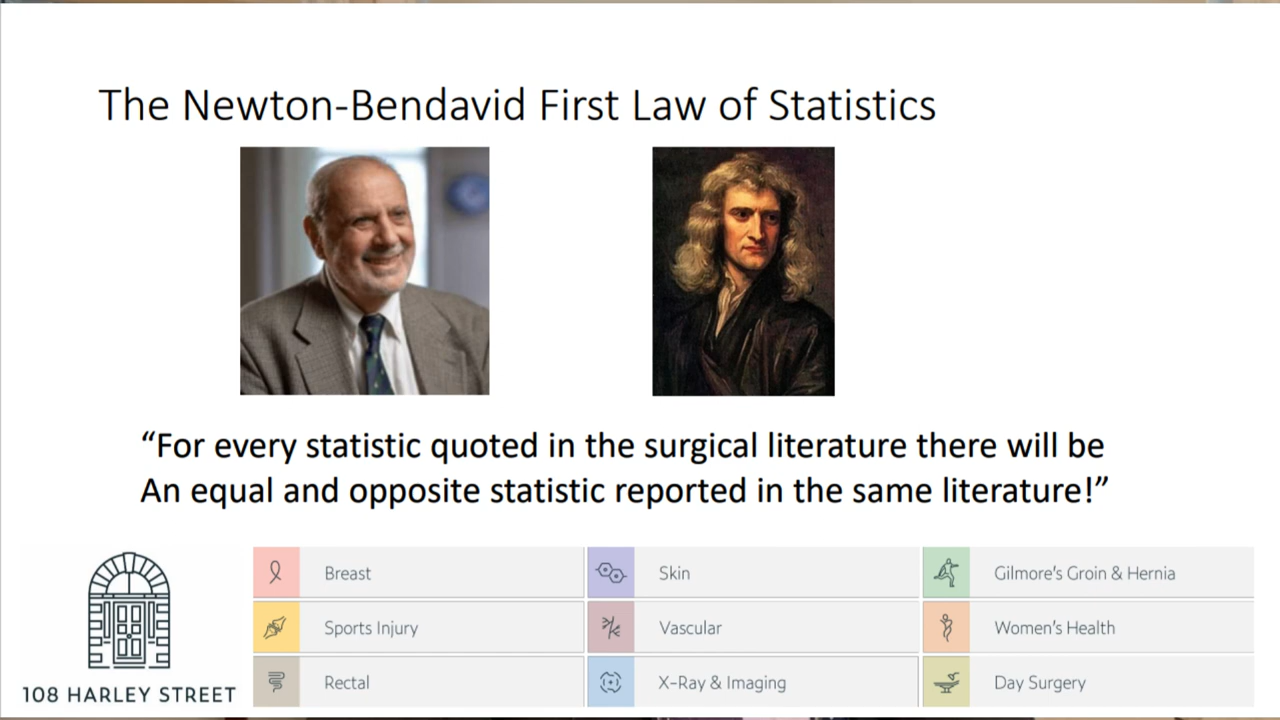 The Newton-Bendavid First Law of Statistics
“For every statistic quoted in the surgical literature there will be
An equal and opposite statistic reported in the same literature!”
108 HARLEY STREET
Breast
Skin
Gilmore's Groin & Hernia
Sports Injury
Vascular
Women's Health
Rectal
X-Ray & Imaging
Day Surgery